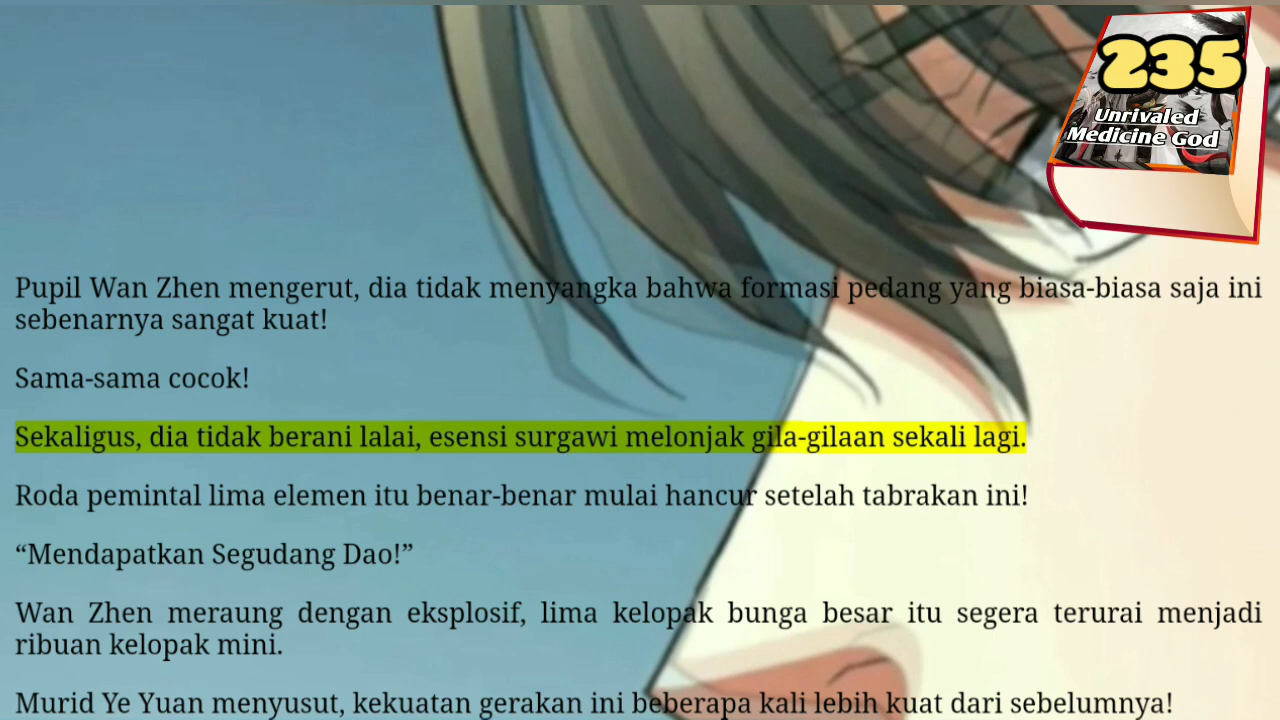 235
Unrivaled
Medicine God
Pupil Wan Zhen mengerut, dia tidak menyangka bahwa formasi pedang yang biasa-biasa saja ini
sebenarnya sangat kuat!
Sama-sama cocok!
Sekaligus, dia tidak berani lalai, esensi surgawi melonjak gila-gilaan sekali lagi.
Roda pemintal lima elemen itu benar-benar mulai hancur setelah tabrakan ini!
“Mendapatkan Segudang Dao!”
Wan Zhen meraung dengan eksplosif, lima kelopak bunga besar itu segera terurai menjadi
ribuan kelopak mini.
Murid Ye Yuan menyusut, kekuatan gerakan ini beberapa kali lebih kuat dari sebelumnya!